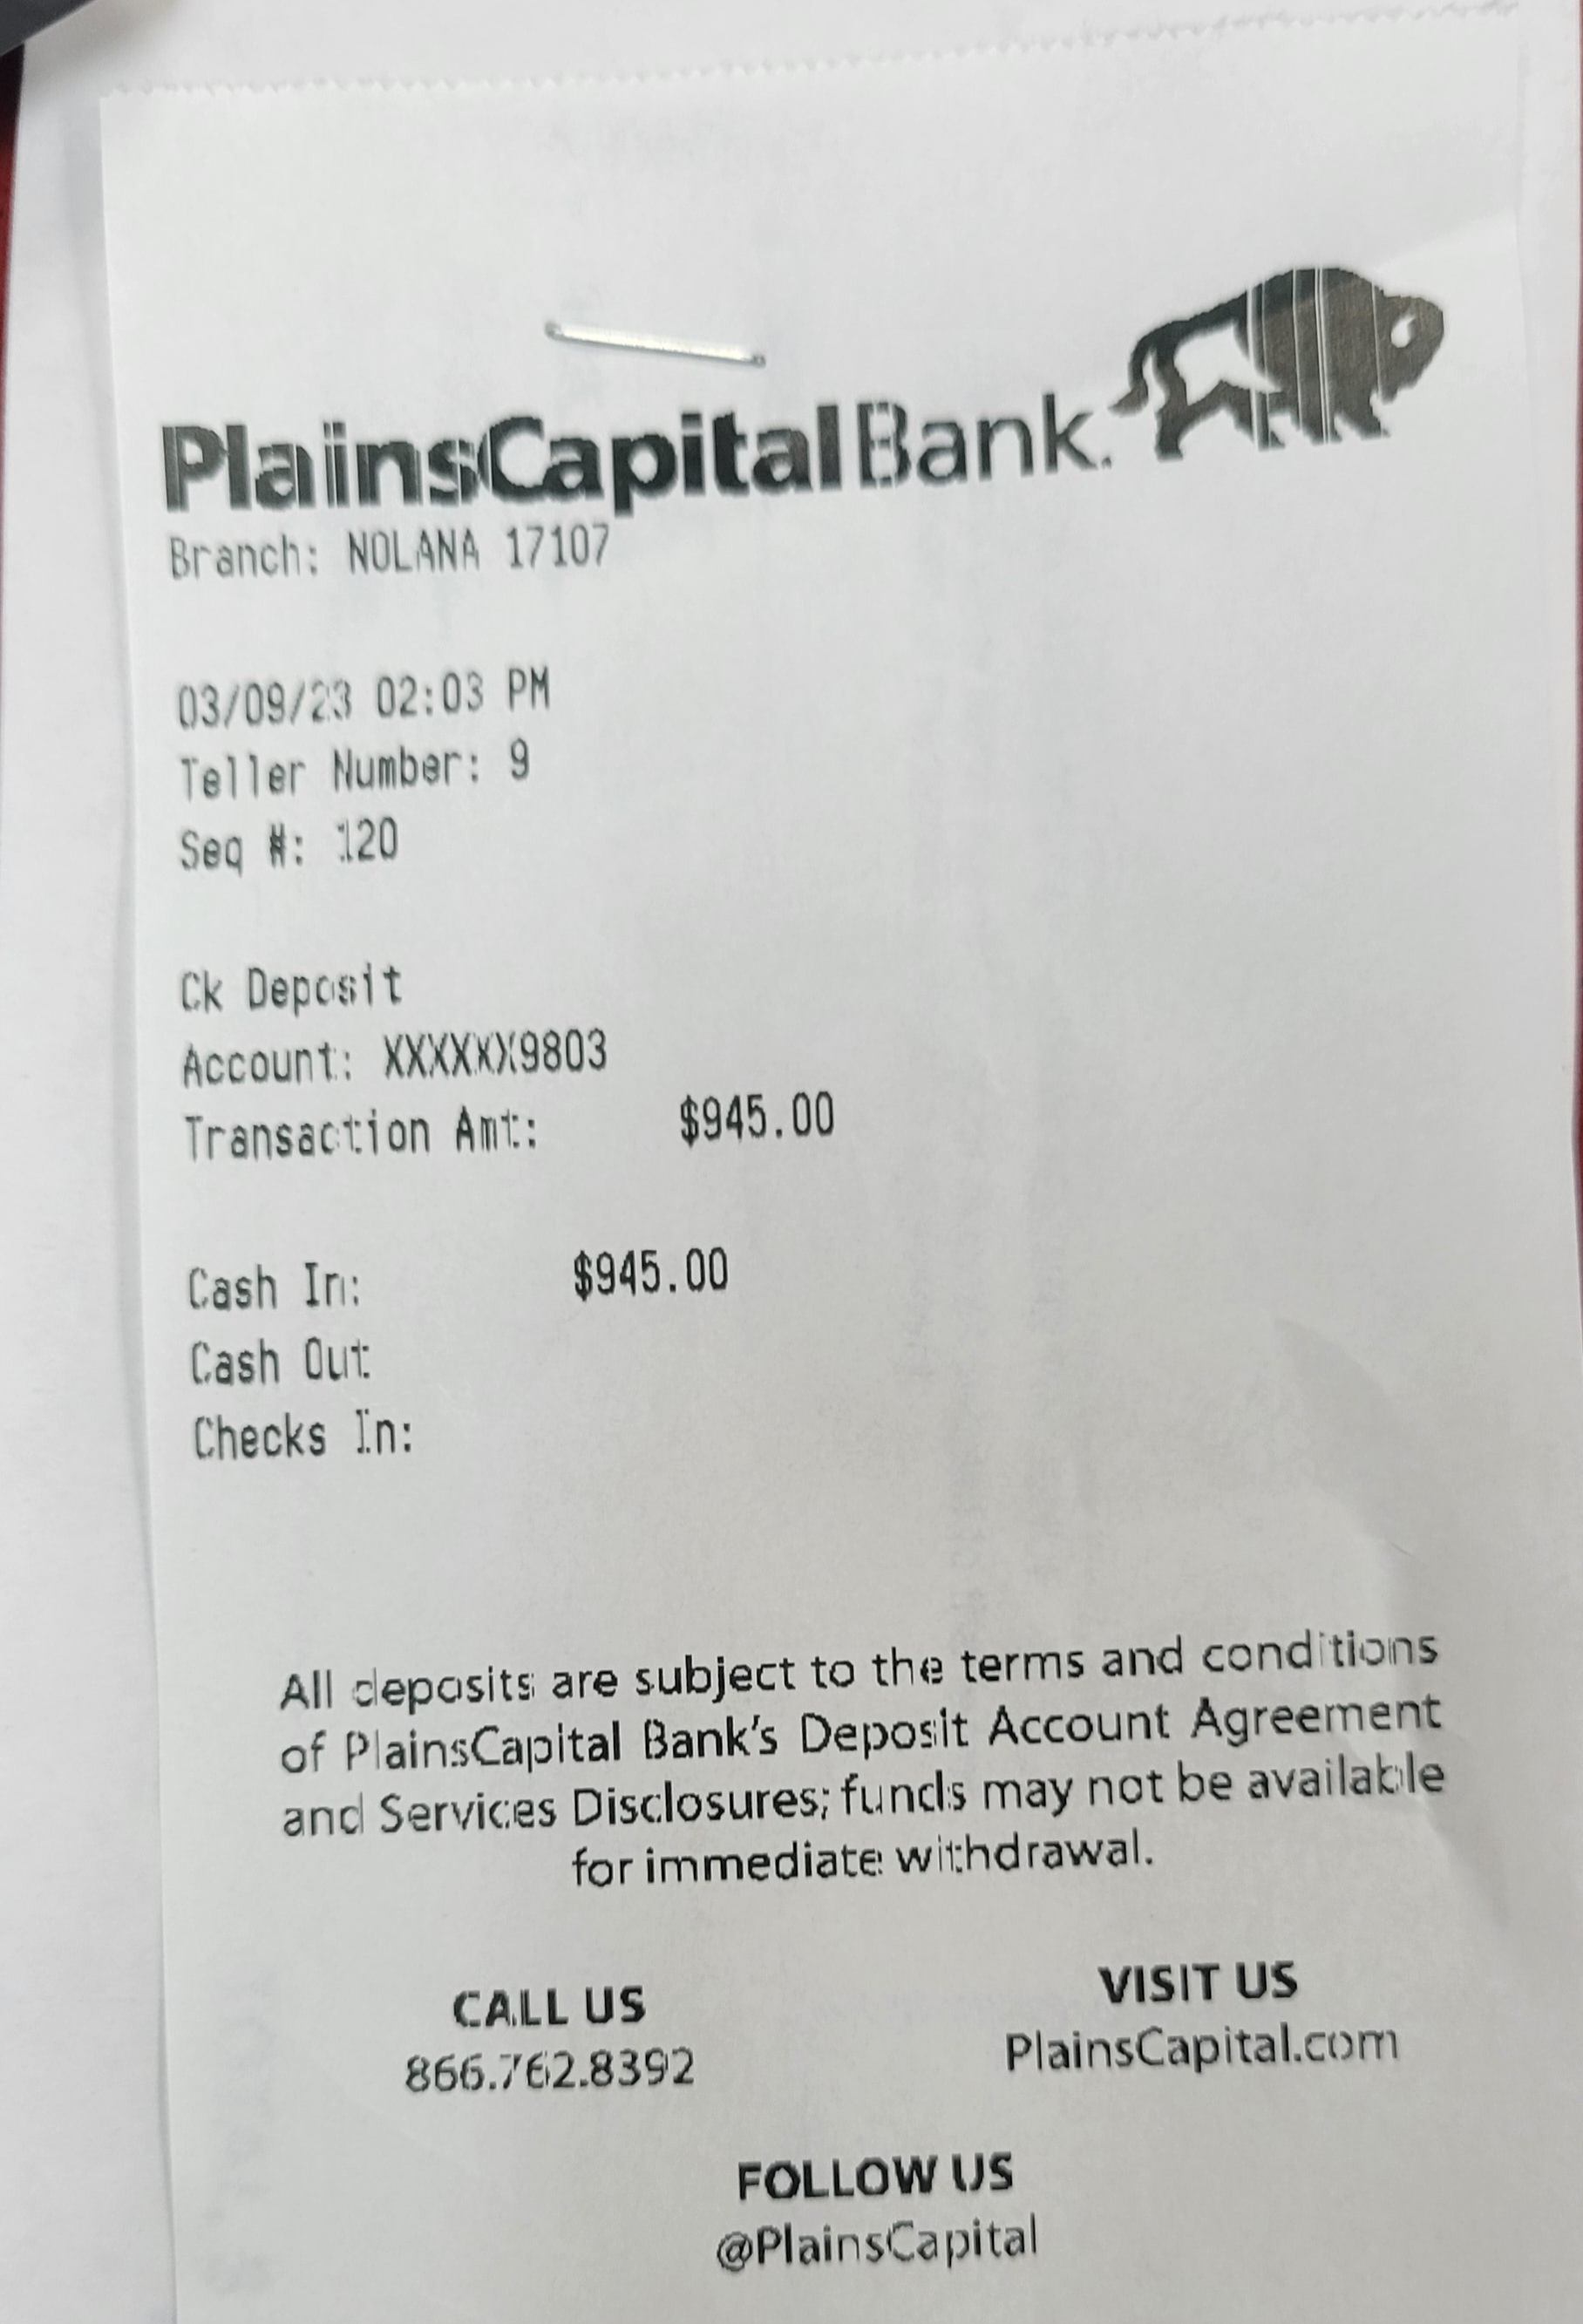 PlainsCapital Bank.
Branch: NOLANA 17107
03/09/23 02:03 PM
Teller Number: 9
Seq #: 120
Ck Deposit
Account: XXXXXX9803
Transaction Amt: $945.00
Cash In: $945.00
Cash Out:
Checks In:
All deposits are subject to the terms and conditions
of PlainsCapital Bank's Deposit Account Agreement
and Services Disclosures; funds may not be available
for immediate withdrawal.
CALL US
866.762.8392
VISIT US
PlainsCapital.com
FOLLOW US
@PlainsCapital